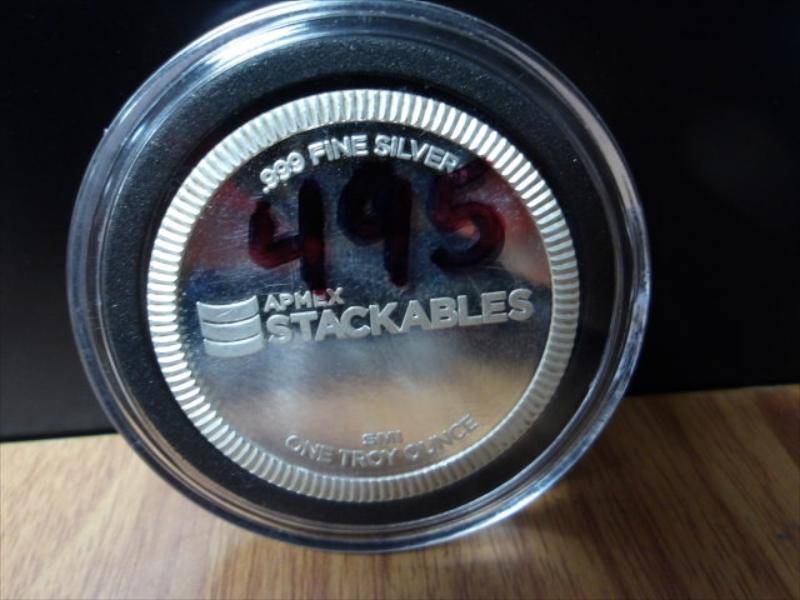 .999 FINE SILVER
495
APMEX
STACKABLES
SMI
ONE TROY OUNCE